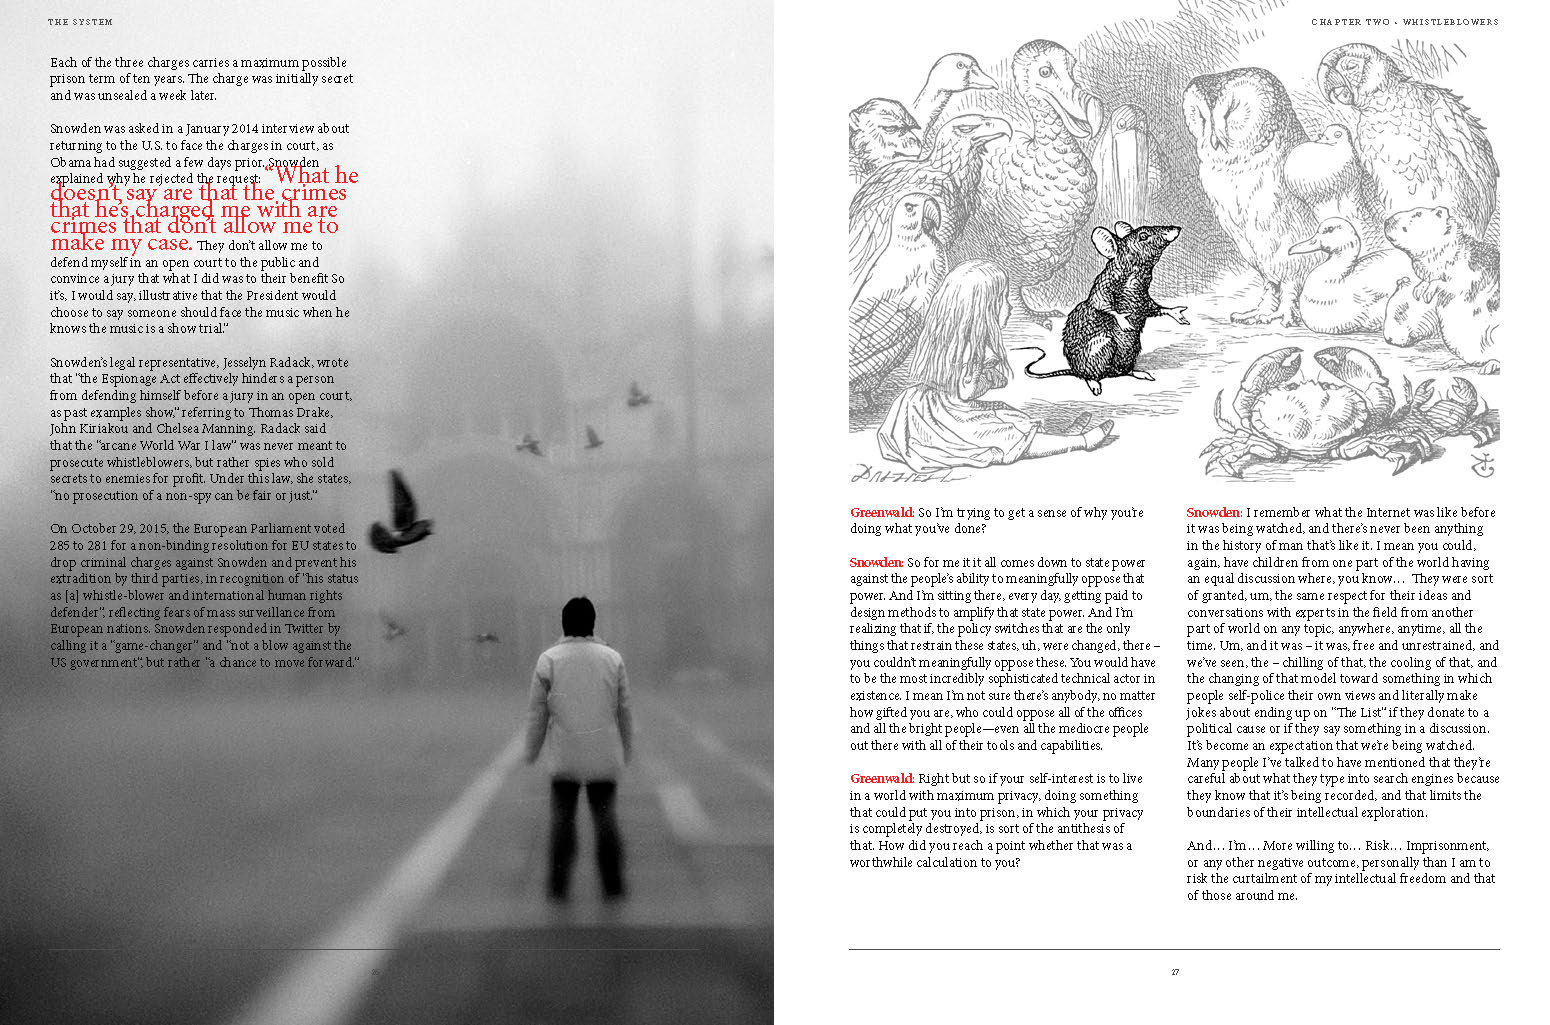 THE SYSTEM
Each of the three charges carries a maximum possible
prison term of ten years. The charge was initially secret
and was unsealed a week later.
Snowden was asked in a January 2014 interview about
returning to the U.S. to face the charges in court, as
Obama had suggested a few days prior. Snowden
explained why he rejected the request: “What he
doesn’t say are that the crimes
that he’s charged me with are
crimes that don’t allow me to
make my case. They don’t allow me to
defend myself in an open court to the public and
convince a jury that what I did was to their benefit So
it’s, I would say, illustrative that the President would
choose to say someone should face the music when he
knows the music is a show trial.”
Snowden’s legal representative, Jesselyn Radack, wrote
that “the Espionage Act effectively hinders a person
from defending himself before a jury in an open court,
as past examples show,” referring to Thomas Drake,
John Kiriakou and Chelsea Manning. Radack said
that the “arcane World War I law” was never meant to
prosecute whistleblowers, but rather spies who sold
secrets to enemies for profit. Under this law, she states,
“no prosecution of a non-spy can be fair or just.”
On October 29, 2015, the European Parliament voted
285 to 281 for a non-binding resolution for EU states to
drop criminal charges against Snowden and prevent his
extradition by third parties, in recognition of “his status
as [a] whistle-blower and international human rights
defender”, reflecting fears of mass surveillance from
European nations. Snowden responded in Twitter by
calling it a “game-changer” and “not a blow against the
US government”, but rather “a chance to move forward.”
26
CHAPTER TWO • WHISTLEBLOWERS
Greenwald: So I’m trying to get a sense of why you’re
doing what you’ve done?
Snowden: So for me it it all comes down to state power
against the people’s ability to meaningfully oppose that
power. And I’m sitting there, every day, getting paid to
design methods to amplify that state power. And I’m
realizing that if, the policy switches that are the only
things that restrain these states, uh, were changed, there –
you couldn’t meaningfully oppose these. You would have
to be the most incredibly sophisticated technical actor in
existence. I mean I’m not sure there’s anybody, no matter
how gifted you are, who could oppose all of the offices
and all the bright people—even all the mediocre people
out there with all of their tools and capabilities.
Greenwald: Right but so if your self-interest is to live
in a world with maximum privacy, doing something
that could put you into prison, in which your privacy
is completely destroyed, is sort of the antithesis of
that. How did you reach a point whether that was a
worthwhile calculation to you?
Snowden: I remember what the Internet was like before
it was being watched, and there’s never been anything
in the history of man that’s like it. I mean you could,
again, have children from one part of the world having
an equal discussion where, you know… They were sort
of granted, um, the same respect for their ideas and
conversations with experts in the field from another
part of world on any topic, anywhere, anytime, all the
time. Um, and it was – it was, free and unrestrained, and
we’ve seen, the – chilling of that, the cooling of that, and
the changing of that model toward something in which
people self-police their own views and literally make
jokes about ending up on “The List” if they donate to a
political cause or if they say something in a discussion.
It’s become an expectation that we’re being watched.
Many people I’ve talked to have mentioned that they’re
careful about what they type into search engines because
they know that it’s being recorded, and that limits the
boundaries of their intellectual exploration.
And… I’m… More willing to… Risk… Imprisonment,
or any other negative outcome, personally than I am to
risk the curtailment of my intellectual freedom and that
of those around me.
27